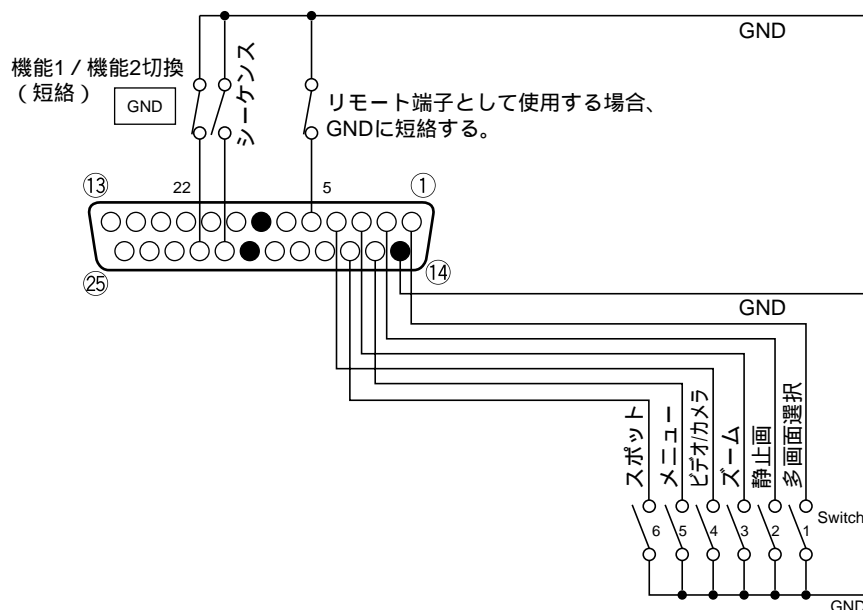 GND
機能1 / 機能2切換
（短絡）
GND
シーケンス
リモート端子として使用する場合、
GNDに短絡する。
⑬
22
5
①
㉕
⑭
GND
スポット
メニュー
ビデオ/カメラ
ズーム
静止画
多画面選択
Switch
6
5
4
3
2
1
GND